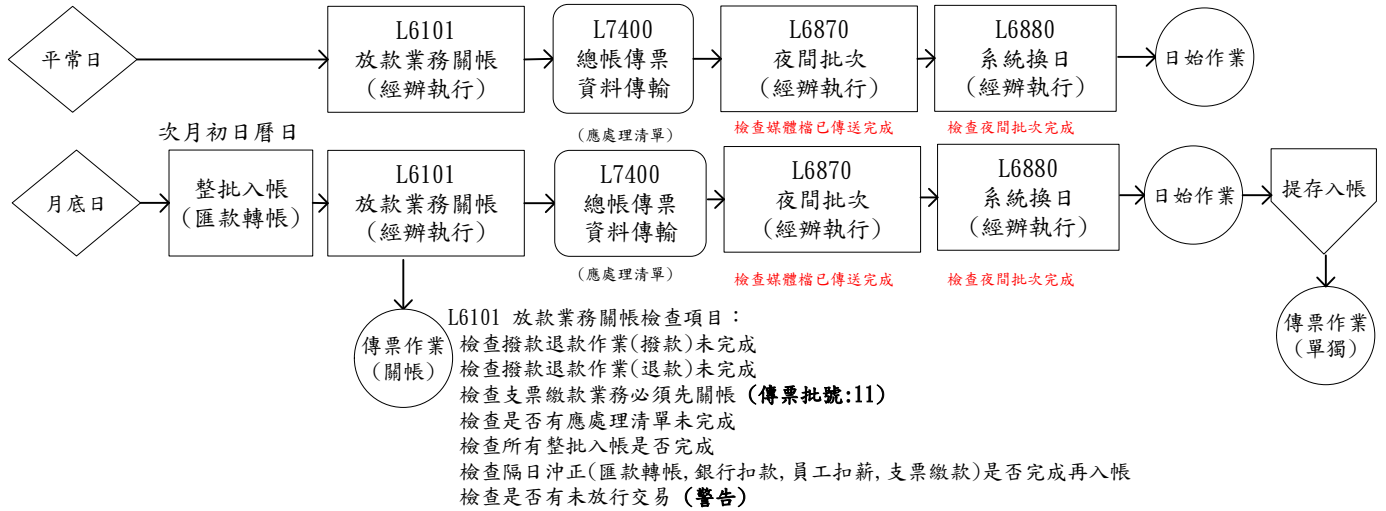 平常日
L6101
放款業務關帳
(經辦執行)
L7400
總帳傳票
資料傳輸
(應處理清單)
L6870
夜間批次
(經辦執行)
檢查媒體檔已傳送完成
L6880
系統換日
(經辦執行)
檢查夜間批次完成
日始作業
月底日
次月初日曆日
整批入帳
(匯款轉帳)
L6101
放款業務關帳
(經辦執行)
L7400
總帳傳票
資料傳輸
(應處理清單)
L6870
夜間批次
(經辦執行)
檢查媒體檔已傳送完成
L6880
系統換日
(經辦執行)
檢查夜間批次完成
日始作業
提存入帳
傳票作業
(關帳)
傳票作業
(單獨)
L6101 放款業務關帳檢查項目：
檢查撥款退款作業(撥款)未完成
檢查撥款退款作業(退款)未完成
檢查支票繳款業務必須先關帳 (傳票批號:11)
檢查是否有應處理清單未完成
檢查所有整批入帳是否完成
檢查隔日沖正(匯款轉帳,銀行扣款,員工扣薪,支票繳款)是否完成再入帳
檢查是否有未放行交易 (警告)